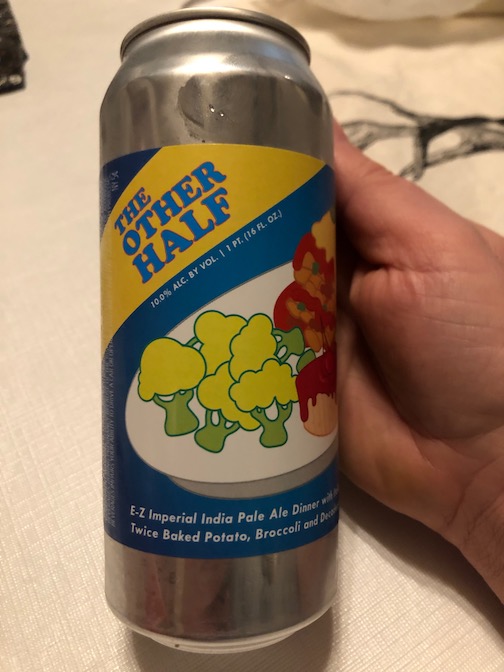 THE
OTHER
HALF
10.0% ALC. BY VOL. | 1 PT. (16 FL. OZ.)
E-Z Imperial India Pale Ale Dinner with
Twice Baked Potato, Broccoli and